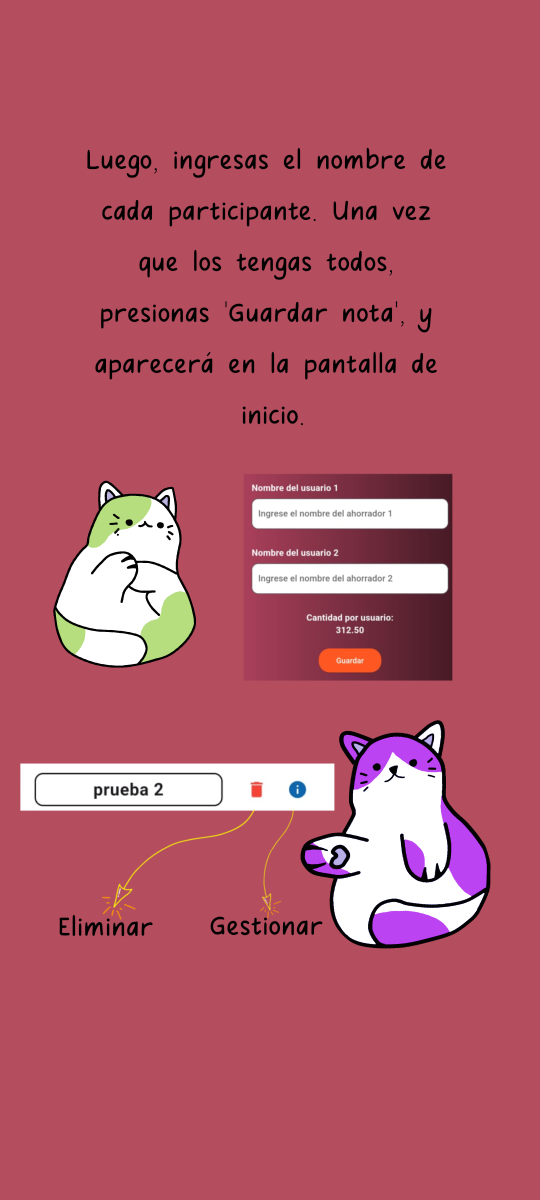 Luego, ingresas el nombre de
cada participante. Una vez
que los tengas todos,
presionas 'Guardar nota', y
aparecerá en la pantalla de
inicio.
Nombre del usuario 1
Ingrese el nombre del ahorrador 1
Nombre del usuario 2
Ingrese el nombre del ahorrador 2
Cantidad por usuario:
312.50
Guardar
prueba 2
Eliminar
Gestionar